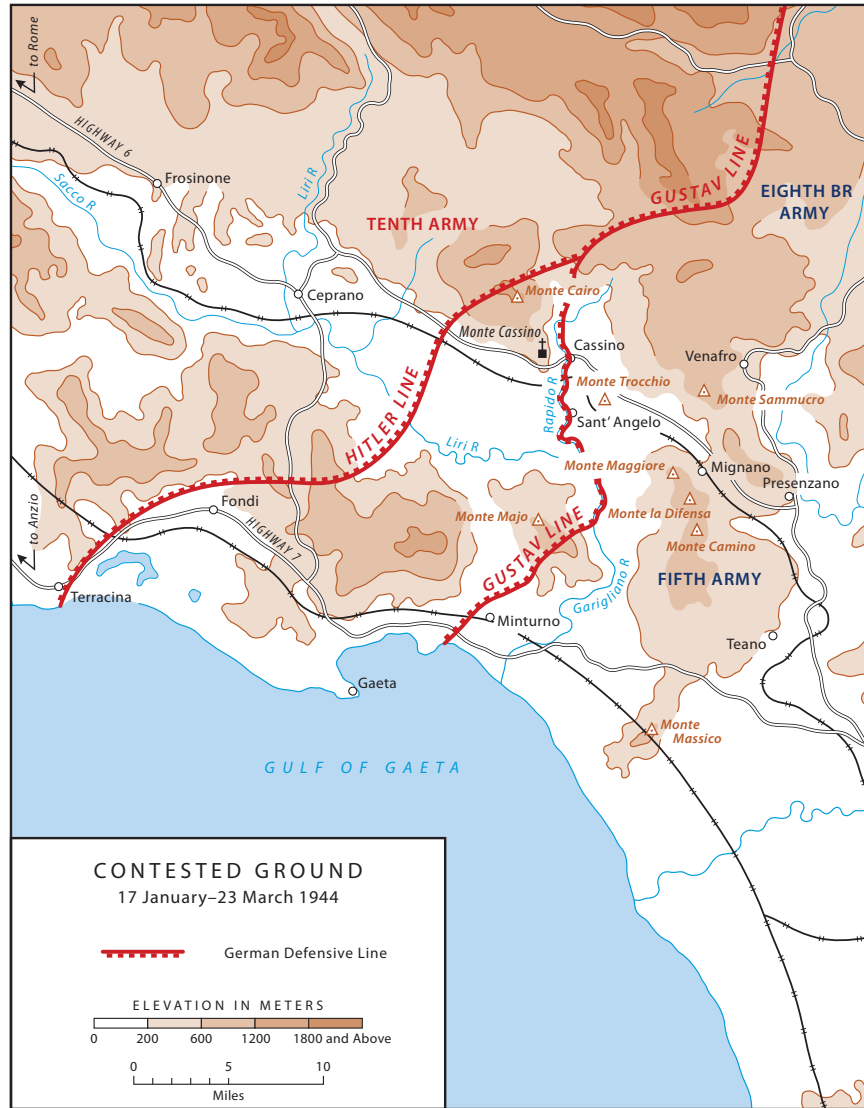 to Rome
HIGHWAY 6
Frosinone
Sacco R
Liri R
TENTH ARMY
GUSTAV LINE
EIGHTH BR
ARMY
Ceprano
Monte Cairo
Monte Cassino
Cassino
Venafro
Monte Trocchio
Monte Sammucro
HITLER LINE
Rapido R
Sant' Angelo
Liri R
Monte Maggiore
Mignano
Presenzano
to Anzio
Fondi
HIGHWAY 7
Monte Majo
Monte la Difensa
Monte Camino
GUSTAV LINE
FIFTH ARMY
Garigliano R
Terracina
Minturno
Teano
Gaeta
Monte
Massico
GULF OF GAETA
CONTESTED GROUND
17 January–23 March 1944
German Defensive Line
ELEVATION IN METERS
0 200 600 1200 1800 and Above
0 5 10
Miles